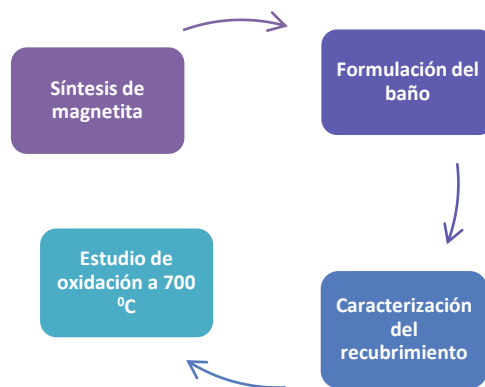 Síntesis de
magnetita
Formulación del
baño
Caracterización
del
recubrimiento
Estudio de
oxidación a 700
⁰C